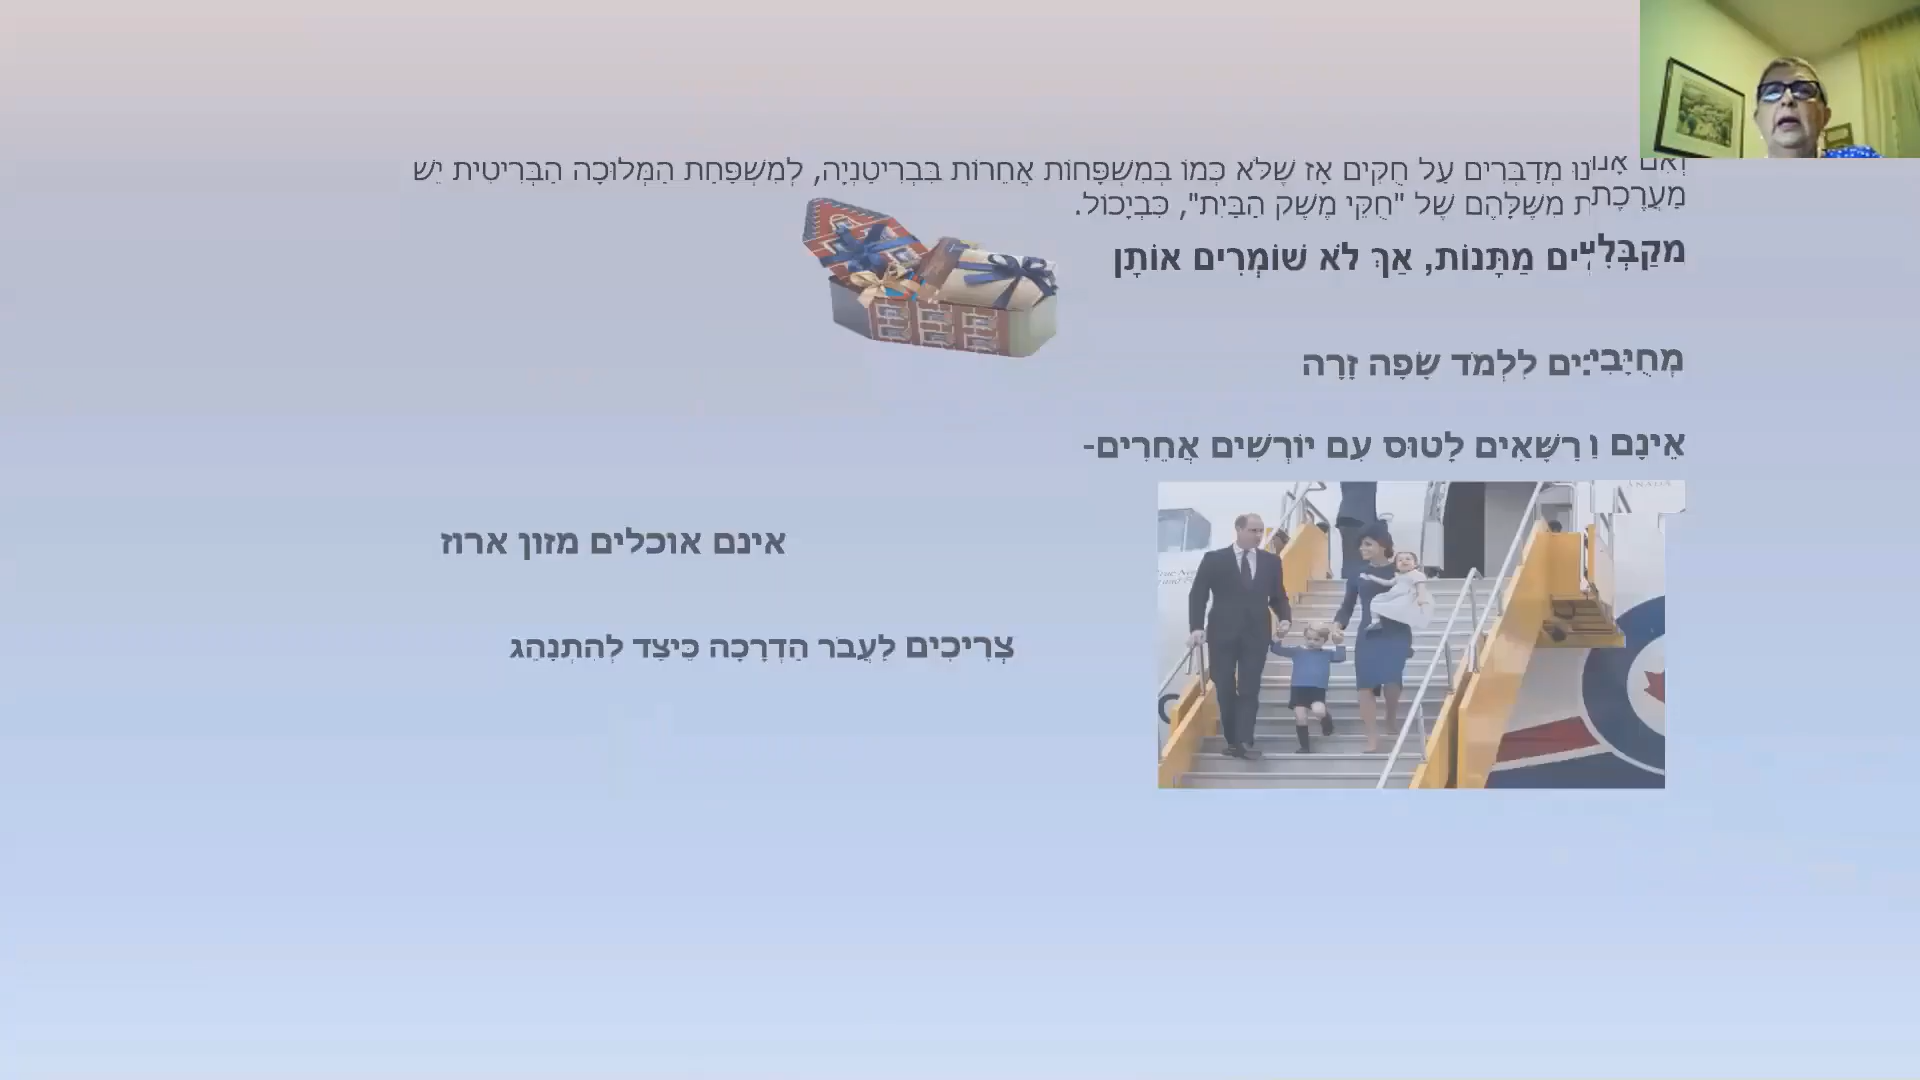 וְאִם אָנוּ מְדַבְּרִים עַל חֻקִּים אָז שֶׁלֹּא כְּמוֹ בְּמִשְׁפָּחוֹת אֲחֵרוֹת בִּבְרִיטַנְיָה, לְמִשְׁפַּחַת הַמְּלוּכָה הַבְּרִיטִית יֵשׁ
מַעֲרֶכֶת מִשֶּׁלָּהֶם שֶׁל "חֻקֵּי מֶשֶׁק הַבַּיִת", כִּבְיָכוֹל.
מְקַבְּלִים מַתָּנוֹת, אַךְ לֹא שׁוֹמְרִים אוֹתָן
מְחֻיָּבִים לִלְמֹד שָׂפָה זָרָה
אֵינָם רַשָּׁאִים לָטוּס עִם יוֹרְשִׁים אֲחֵרִים-
אינם אוכלים מזון ארוז
צְרִיכִים לַעֲבֹר הַדְרָכָה כֵּיצַד לְהִתְנַהֵג